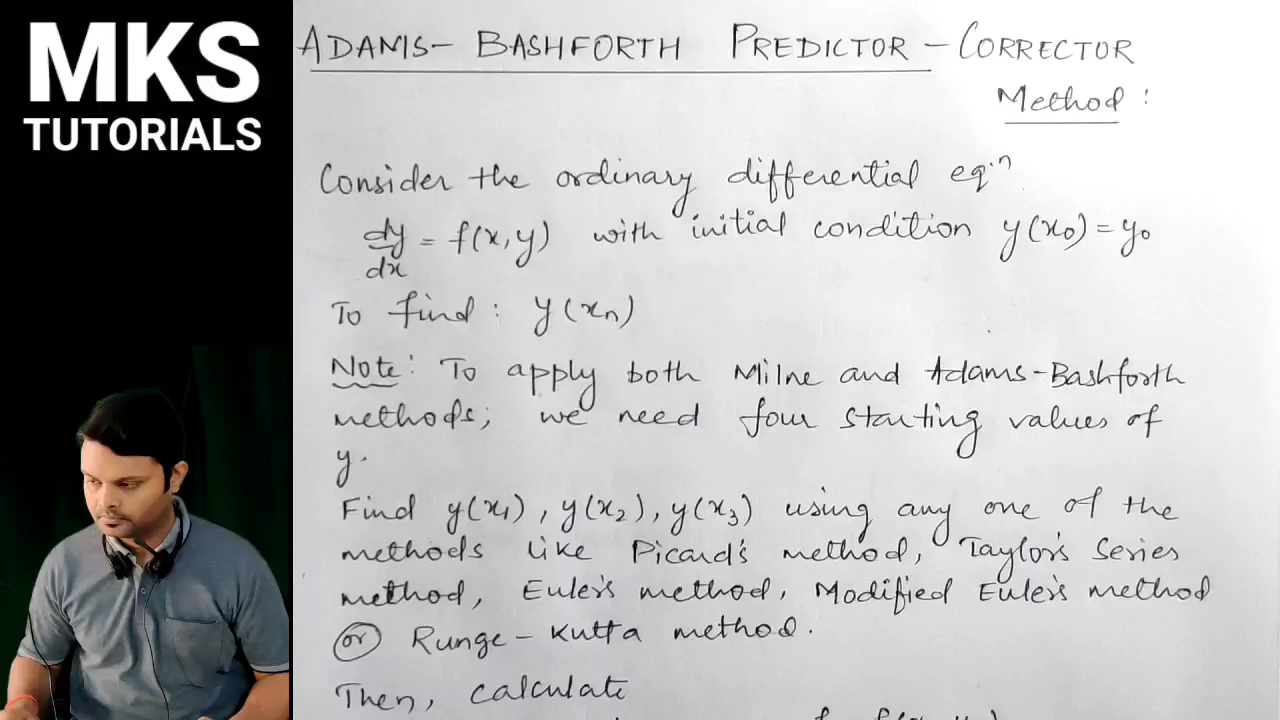 MKS
TUTORIALS
ADAMS- BASHFORTH PREDICTOR - CORRECTOR
Method :
Consider the ordinary differential eq.ⁿ
dy/dx = f(x, y) with initial condition y(x₀) = y₀
To find : y(xₙ)
Note: To apply both Milne and Adams-Bashforth
methods; we need four starting values of
y.
Find y(x₁), y(x₂), y(x₃) using any one of the
methods like Picard's method, Taylor's Series
method, Euler's method, Modified Euler's method
or Runge-Kutta method.
Then, calculate